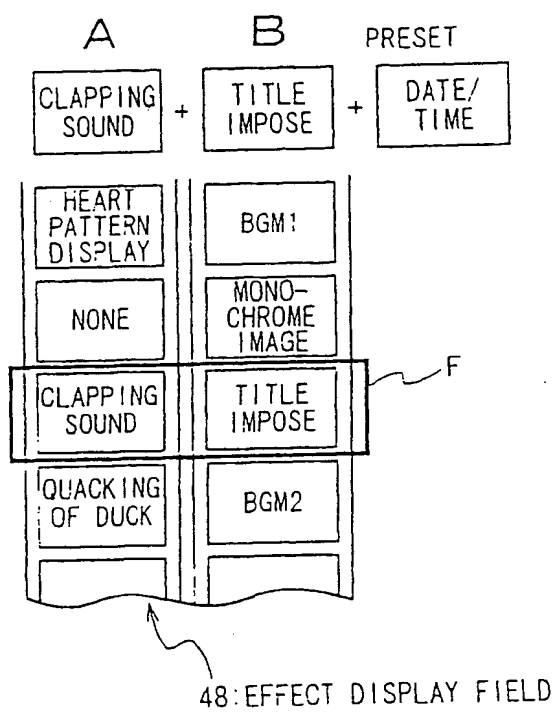 A B PRESET
CLAPPING SOUND + TITLE IMPOSE + DATE/ TIME
HEART PATTERN DISPLAY BGM1
NONE MONO- CHROME IMAGE
CLAPPING SOUND TITLE IMPOSE F
QUACKING OF DUCK BGM2
48:EFFECT DISPLAY FIELD